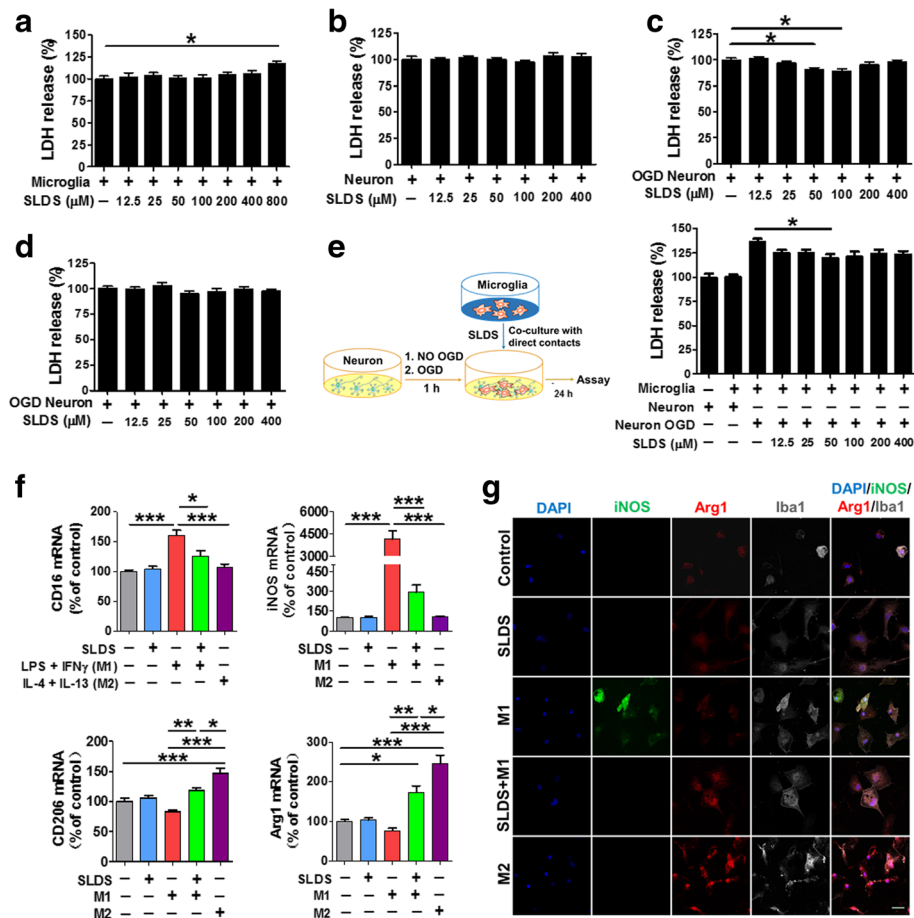 a
*
LDH release (%)
150
125
100
75
50
25
0
Microglia + + + + + + + +
SLDS (μM) — 12.5 25 50 100 200 400 800
b
LDH release (%)
125
100
75
50
25
0
Neuron + + + + + + +
SLDS (μM) — 12.5 25 50 100 200 400
c
*
*
LDH release (%)
125
100
75
50
25
0
OGD Neuron + + + + + + +
SLDS (μM) — 12.5 25 50 100 200 400
d
LDH release (%)
125
100
75
50
25
0
OGD Neuron + + + + + + +
SLDS (μM) — 12.5 25 50 100 200 400
e
Microglia
SLDS
Co-culture with
direct contacts
Neuron
1. NO OGD
2. OGD
1 h
24 h
Assay
*
LDH release (%)
150
125
100
75
50
25
0
Microglia — + + + + + + + +
Neuron + + — — — — — — —
Neuron OGD — — + + + + + + +
SLDS (μM) — — — 12.5 25 50 100 200 400
f
*
*** ***
CD16 mRNA
(% of control)
200
150
100
50
0
SLDS — + — + —
LPS + IFNγ (M1) — — + + —
IL-4 + IL-13 (M2) — — — — +
***
*** ***
iNOS mRNA
(% of control)
6000
4500
3000
450
300
150
0
SLDS — + — + —
M1 — — + + —
M2 — — — — +
** *
***
***
CD206 mRNA
(% of control)
200
150
100
50
0
SLDS — + — + —
M1 — — + + —
M2 — — — — +
** *
***
***
*
Arg1 mRNA
(% of control)
300
200
100
0
SLDS — + — + —
M1 — — + + —
M2 — — — — +
g
DAPI iNOS Arg1 Iba1 DAPI/iNOS/
Arg1/Iba1
Control
SLDS
M1
SLDS+M1
M2